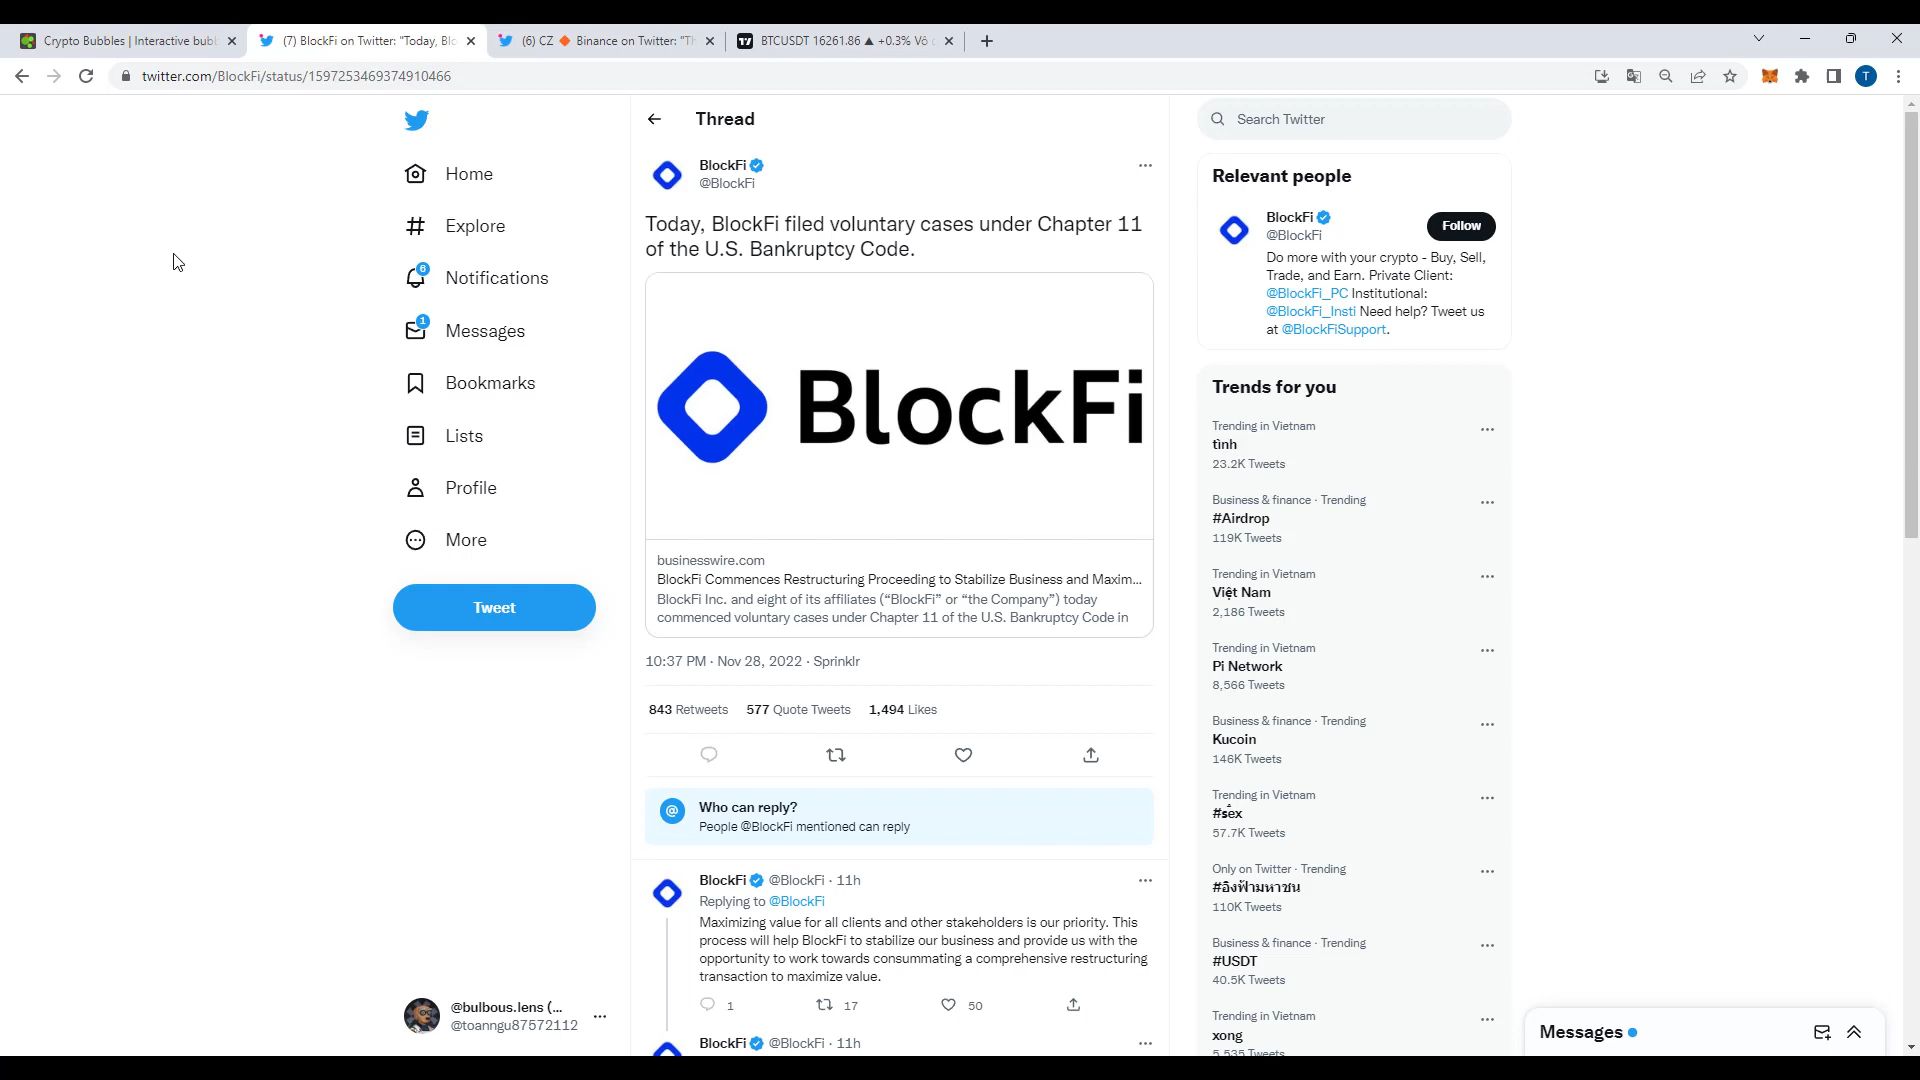 Crypto Bubbles | Interactive bubb
(7) BlockFi on Twitter: "Today, Blo
(6) CZ 🔶 Binance on Twitter: "Th
BTCUSDT 16261.86 ▲ +0.3% Vô d
twitter.com/BlockFi/status/1597253469374910466
T
Home
Explore
6
Notifications
1
Messages
Bookmarks
Lists
Profile
More
Tweet
@bulbous.lens (...
@toanngu87572112
Thread
BlockFi
@BlockFi
Today, BlockFi filed voluntary cases under Chapter 11
of the U.S. Bankruptcy Code.
BlockFi
businesswire.com
BlockFi Commences Restructuring Proceeding to Stabilize Business and Maxim...
BlockFi Inc. and eight of its affiliates (“BlockFi” or “the Company”) today
commenced voluntary cases under Chapter 11 of the U.S. Bankruptcy Code in
10:37 PM · Nov 28, 2022 · Sprinklr
843 Retweets 577 Quote Tweets 1,494 Likes
@
Who can reply?
People @BlockFi mentioned can reply
BlockFi @BlockFi · 11h
Replying to @BlockFi
Maximizing value for all clients and other stakeholders is our priority. This
process will help BlockFi to stabilize our business and provide us with the
opportunity to work towards consummating a comprehensive restructuring
transaction to maximize value.
1 17 50
BlockFi @BlockFi · 11h
Search Twitter
Relevant people
BlockFi
@BlockFi
Follow
Do more with your crypto - Buy, Sell,
Trade, and Earn. Private Client:
@BlockFi_PC Institutional:
@BlockFi_Insti Need help? Tweet us
at @BlockFiSupport.
Trends for you
Trending in Vietnam
tình
23.2K Tweets
Business & finance · Trending
#Airdrop
119K Tweets
Trending in Vietnam
Việt Nam
2,186 Tweets
Trending in Vietnam
Pi Network
8,566 Tweets
Business & finance · Trending
Kucoin
146K Tweets
Trending in Vietnam
57.7K Tweets
Only on Twitter · Trending
#อิงฟ้ามหาชน
110K Tweets
Business & finance · Trending
#USDT
40.5K Tweets
Trending in Vietnam
xong
5,535 Tweets
Messages